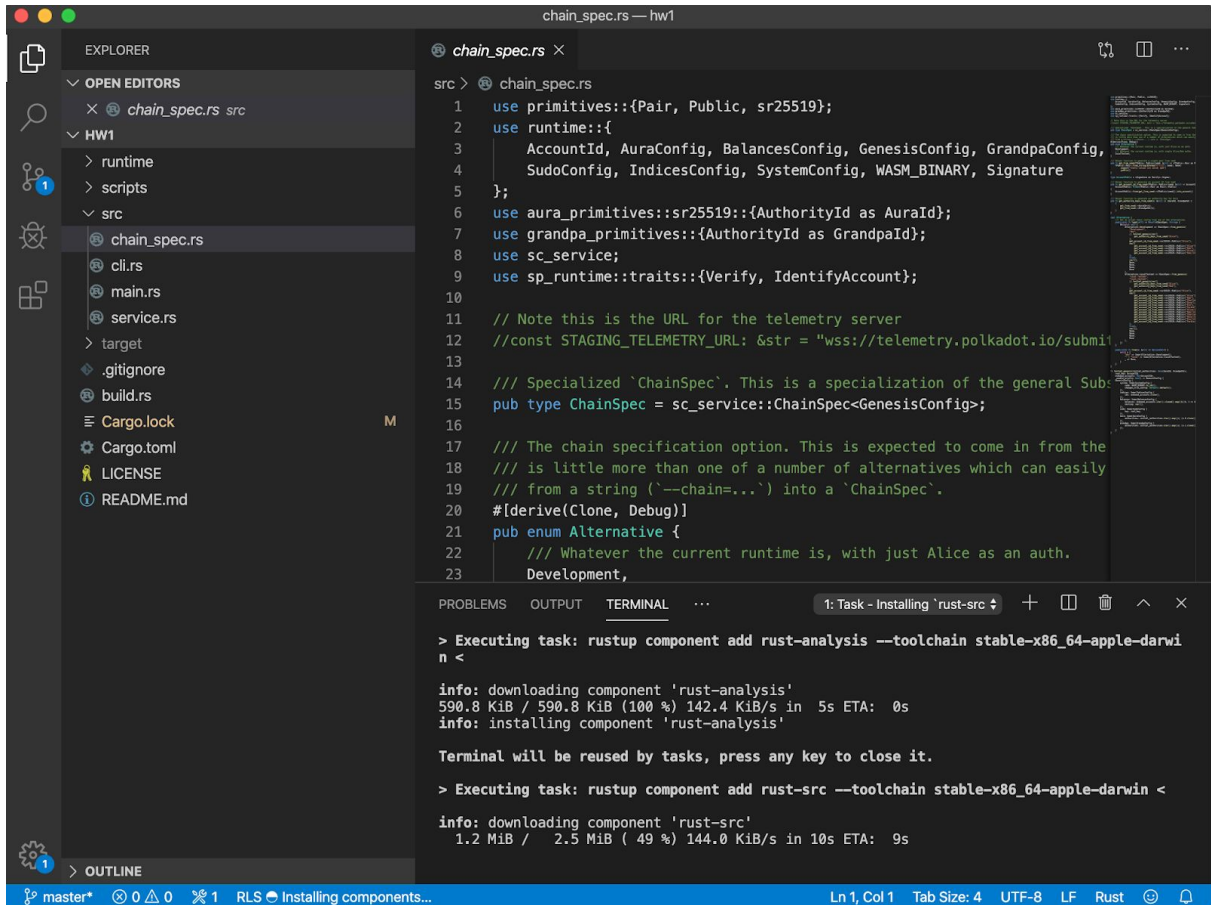 chain_spec.rs — hw1
EXPLORER
OPEN EDITORS
chain_spec.rs src
HW1
runtime
scripts
src
chain_spec.rs
cli.rs
main.rs
service.rs
target
.gitignore
build.rs
Cargo.lock M
Cargo.toml
LICENSE
README.md
OUTLINE
1
1
chain_spec.rs
src > chain_spec.rs
1 use primitives::{Pair, Public, sr25519};
2 use runtime::{
3 AccountId, AuraConfig, BalancesConfig, GenesisConfig, GrandpaConfig,
4 SudoConfig, IndicesConfig, SystemConfig, WASM_BINARY, Signature
5 };
6 use aura_primitives::sr25519::{AuthorityId as AuraId};
7 use grandpa_primitives::{AuthorityId as GrandpaId};
8 use sc_service;
9 use sp_runtime::traits::{Verify, IdentifyAccount};
10
11 // Note this is the URL for the telemetry server
12 //const STAGING_TELEMETRY_URL: &str = "wss://telemetry.polkadot.io/submi
13
14 /// Specialized `ChainSpec`. This is a specialization of the general Subs
15 pub type ChainSpec = sc_service::ChainSpec<GenesisConfig>;
16
17 /// The chain specification option. This is expected to come in from the
18 /// is little more than one of a number of alternatives which can easily
19 /// from a string (`--chain=...`) into a `ChainSpec`.
20 #[derive(Clone, Debug)]
21 pub enum Alternative {
22 /// Whatever the current runtime is, with just Alice as an auth.
23 Development,
PROBLEMS OUTPUT TERMINAL ··· 1: Task - Installing `rust-src
> Executing task: rustup component add rust-analysis --toolchain stable-x86_64-apple-darwi
n <
info: downloading component 'rust-analysis'
590.8 KiB / 590.8 KiB (100 %) 142.4 KiB/s in 5s ETA: 0s
info: installing component 'rust-analysis'
Terminal will be reused by tasks, press any key to close it.
> Executing task: rustup component add rust-src --toolchain stable-x86_64-apple-darwin <
info: downloading component 'rust-src'
1.2 MiB / 2.5 MiB ( 49 %) 144.0 KiB/s in 10s ETA: 9s
master* 0 0 1 RLS Installing components... Ln 1, Col 1 Tab Size: 4 UTF-8 LF Rust